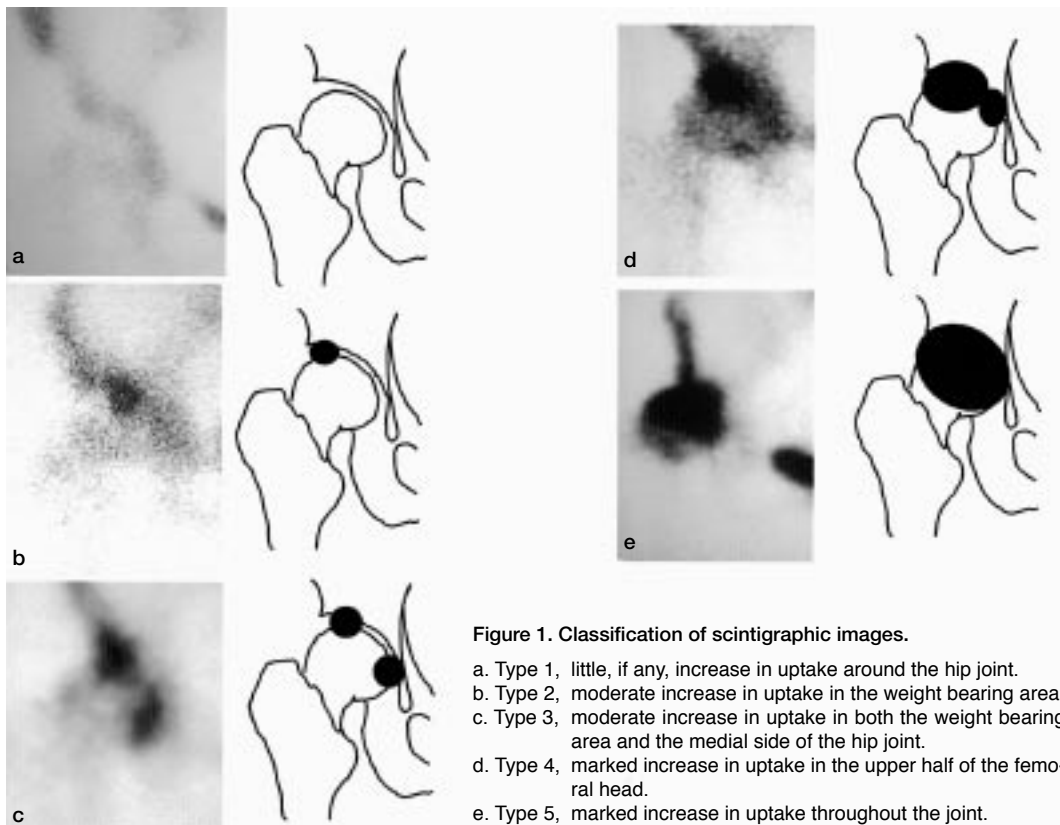 a
b
c
d
e
Figure 1. Classification of scintigraphic images.
a. Type 1, little, if any, increase in uptake around the hip joint.
b. Type 2, moderate increase in uptake in the weight bearing area
c. Type 3, moderate increase in uptake in both the weight bearing
area and the medial side of the hip joint.
d. Type 4, marked increase in uptake in the upper half of the femo-
ral head.
e. Type 5, marked increase in uptake throughout the joint.